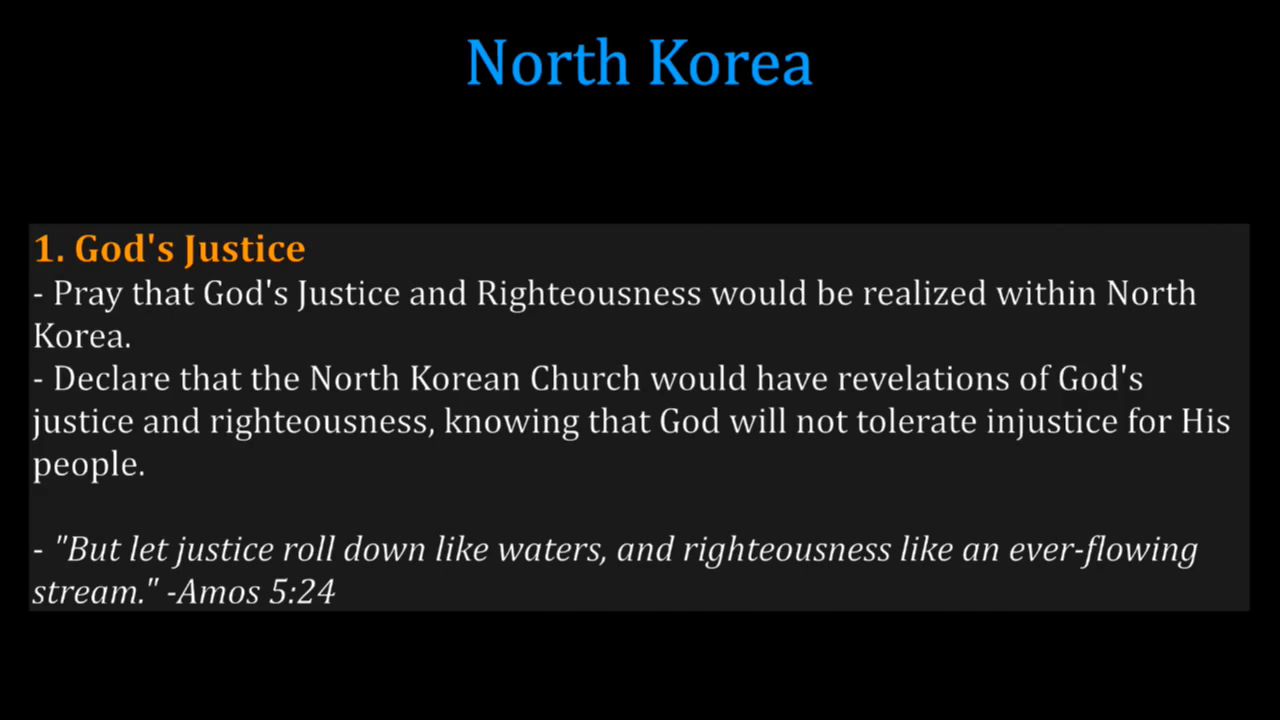 North Korea
1. God's Justice
- Pray that God's Justice and Righteousness would be realized within North
Korea.
- Declare that the North Korean Church would have revelations of God's
justice and righteousness, knowing that God will not tolerate injustice for His
people.
- "But let justice roll down like waters, and righteousness like an ever-flowing
stream." -Amos 5:24